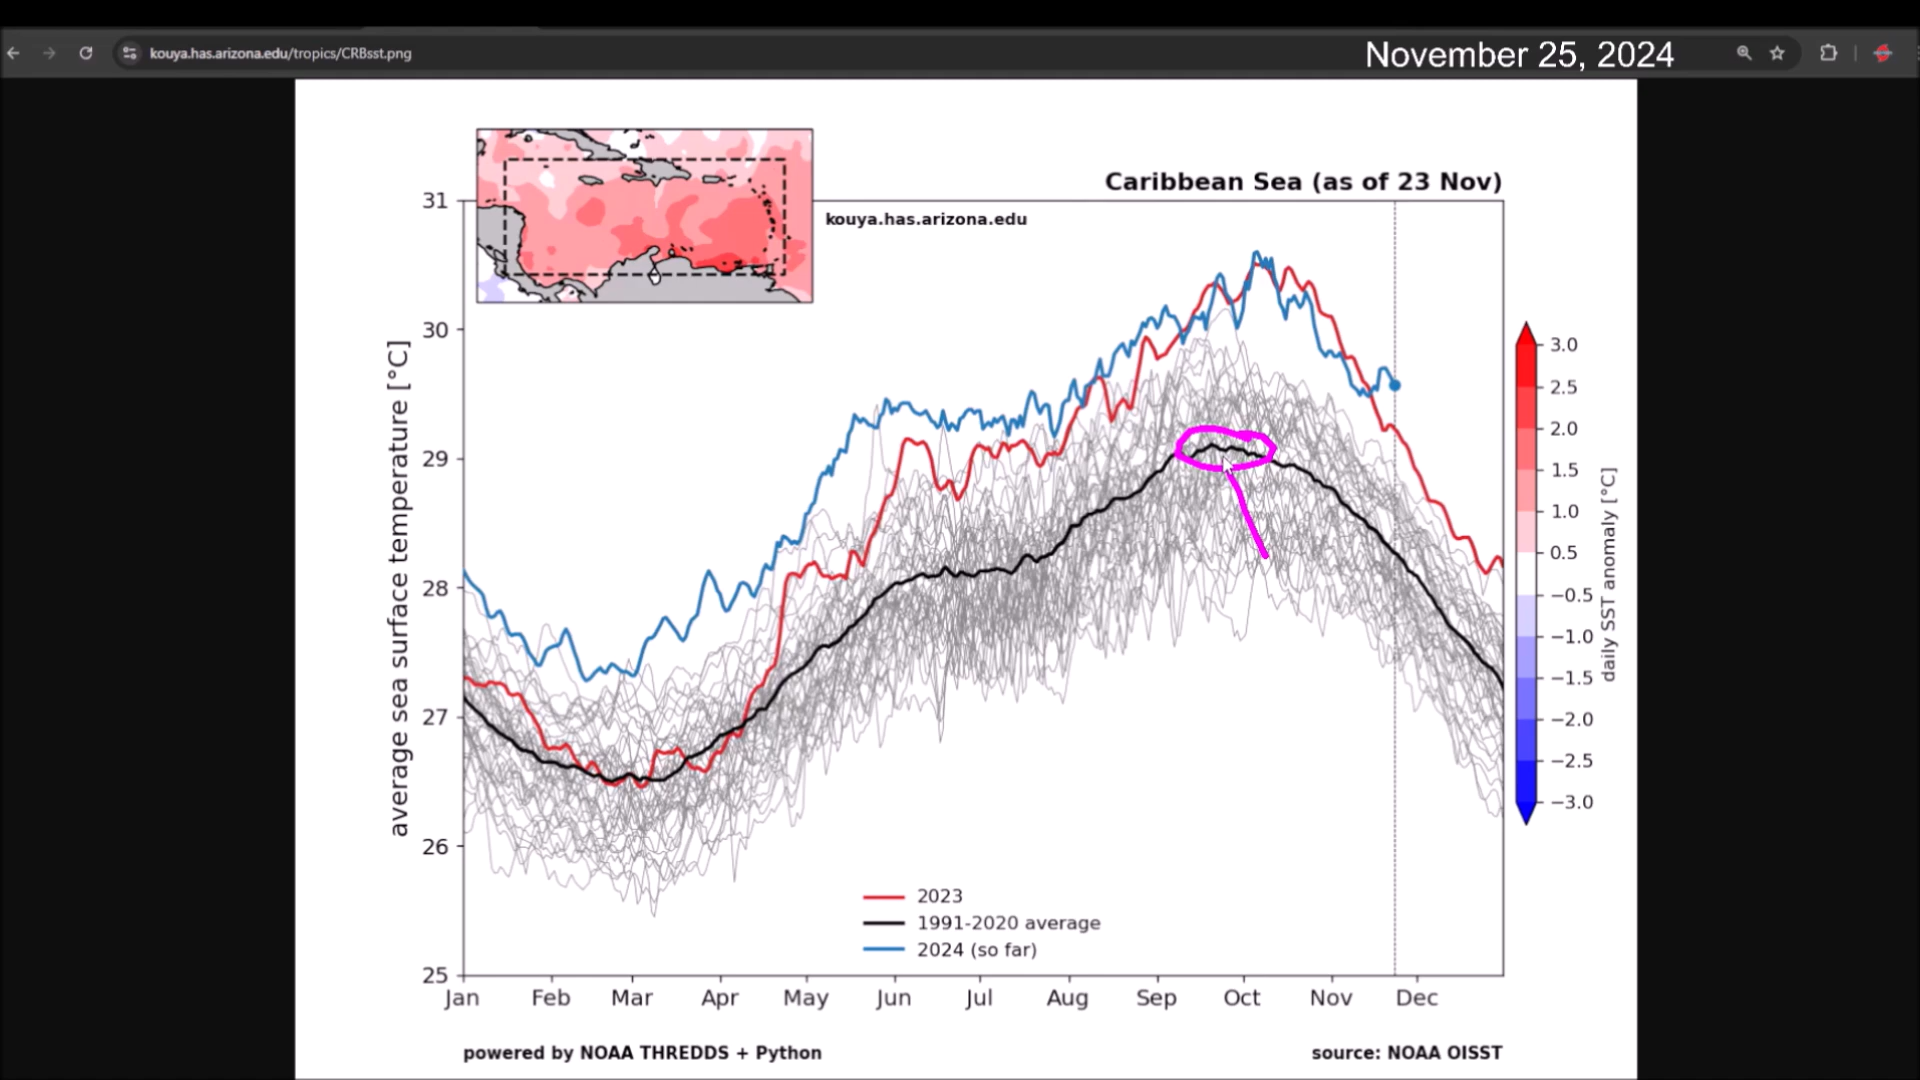 kouya.has.arizona.edu/tropics/CRBsst.png
November 25, 2024
Caribbean Sea (as of 23 Nov)
kouya.has.arizona.edu
average sea surface temperature [°C]
31
30
29
28
27
26
25
Jan Feb Mar Apr May Jun Jul Aug Sep Oct Nov Dec
2023
1991-2020 average
2024 (so far)
3.0
2.5
2.0
1.5
1.0
0.5
−0.5
−1.0
−1.5
−2.0
−2.5
−3.0
daily SST anomaly [°C]
powered by NOAA THREDDS + Python
source: NOAA OISST